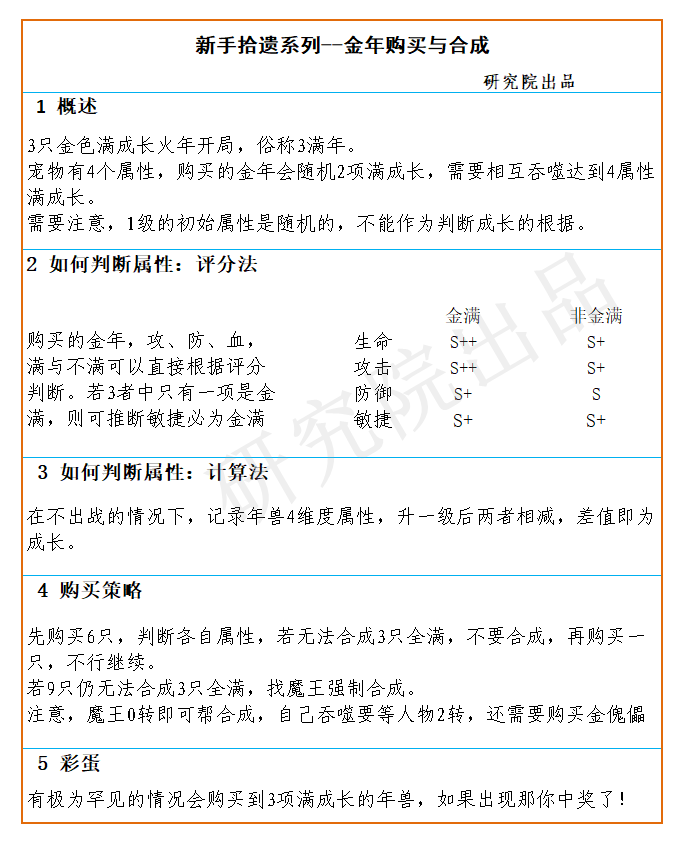 新手拾遗系列--金年购买与合成
研究院出品
1 概述
3只金色满成长火年开局，俗称3满年。
宠物有4个属性，购买的金年会随机2项满成长，需要相互吞噬达到4属性
满成长。
需要注意，1级的初始属性是随机的，不能作为判断成长的根据。
2 如何判断属性：评分法
金满 非金满
购买的金年，攻、防、血， 生命 S++ S+
满与不满可以直接根据评分 攻击 S++ S+
判断。若3者中只有一项是金 防御 S+ S
满，则可推断敏捷必为金满 敏捷 S+ S+
研究院出品
3 如何判断属性：计算法
在不出战的情况下，记录年兽4维度属性，升一级后两者相减，差值即为
成长。
4 购买策略
先购买6只，判断各自属性，若无法合成3只全满，不要合成，再购买一
只，不行继续。
若9只仍无法合成3只全满，找魔王强制合成。
注意，魔王0转即可帮合成，自己吞噬要等人物2转，还需要购买金傀儡
5 彩蛋
有极为罕见的情况会购买到3项满成长的年兽，如果出现那你中奖了！